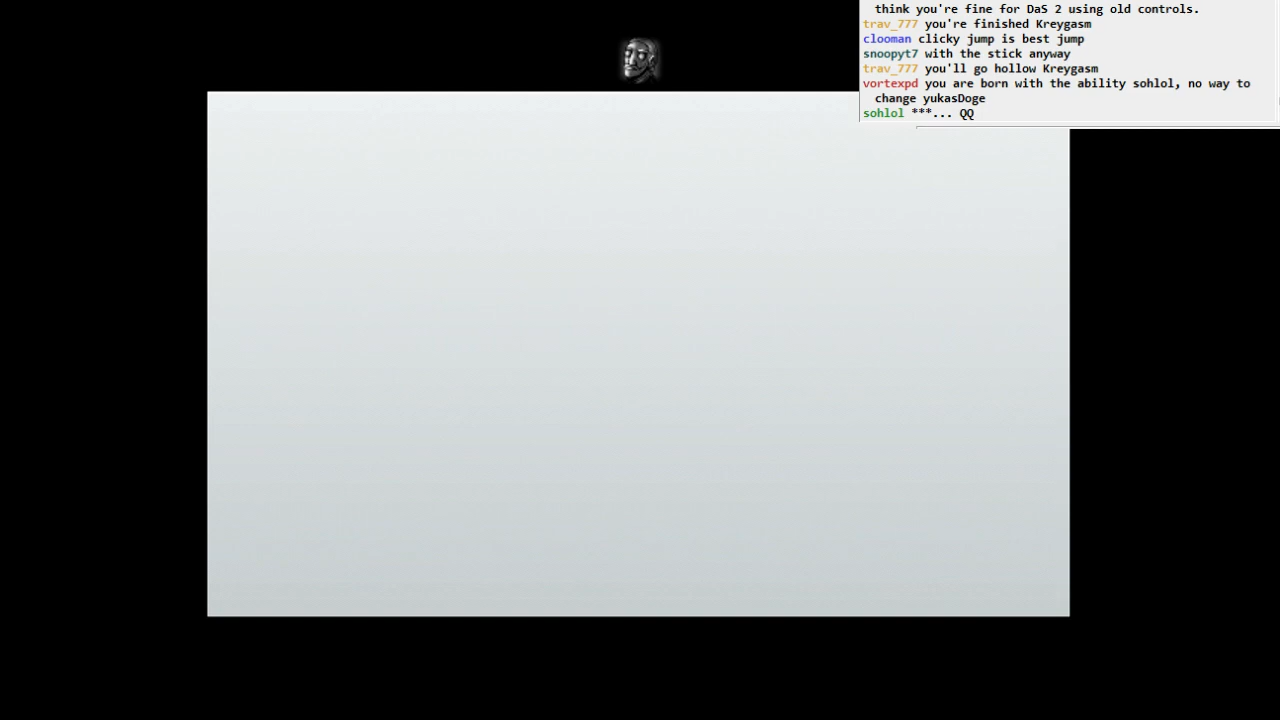 think you're fine for DaS 2 using old controls.
trav_777 you're finished Kreygasm
clooman clicky jump is best jump
snoopyt7 with the stick anyway
trav_777 you'll go hollow Kreygasm
vortexpd you are born with the ability sohlol, no way to
change yukasDoge
sohlol ***... QQ